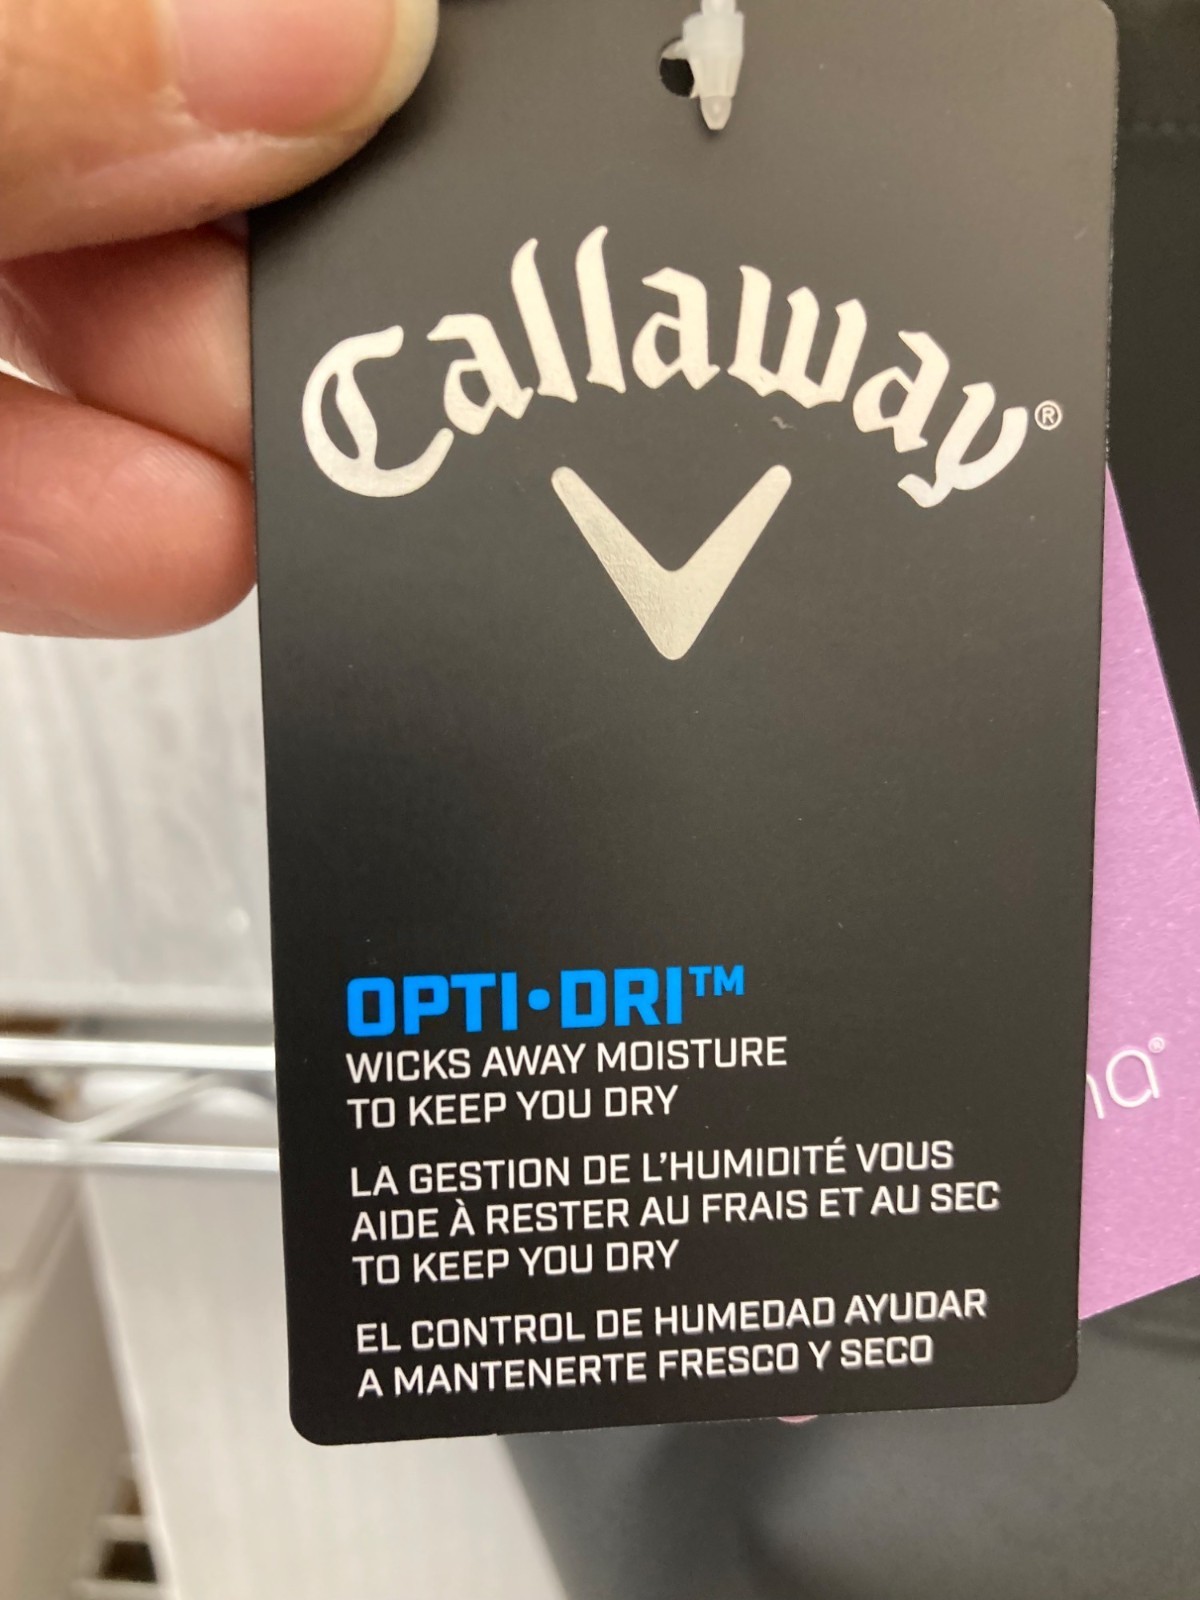 Callaway®
OPTI•DRI™
WICKS AWAY MOISTURE
TO KEEP YOU DRY
LA GESTION DE L'HUMIDITÉ VOUS
AIDE À RESTER AU FRAIS ET AU SEC
TO KEEP YOU DRY
EL CONTROL DE HUMEDAD AYUDAR
A MANTENERTE FRESCO Y SECO